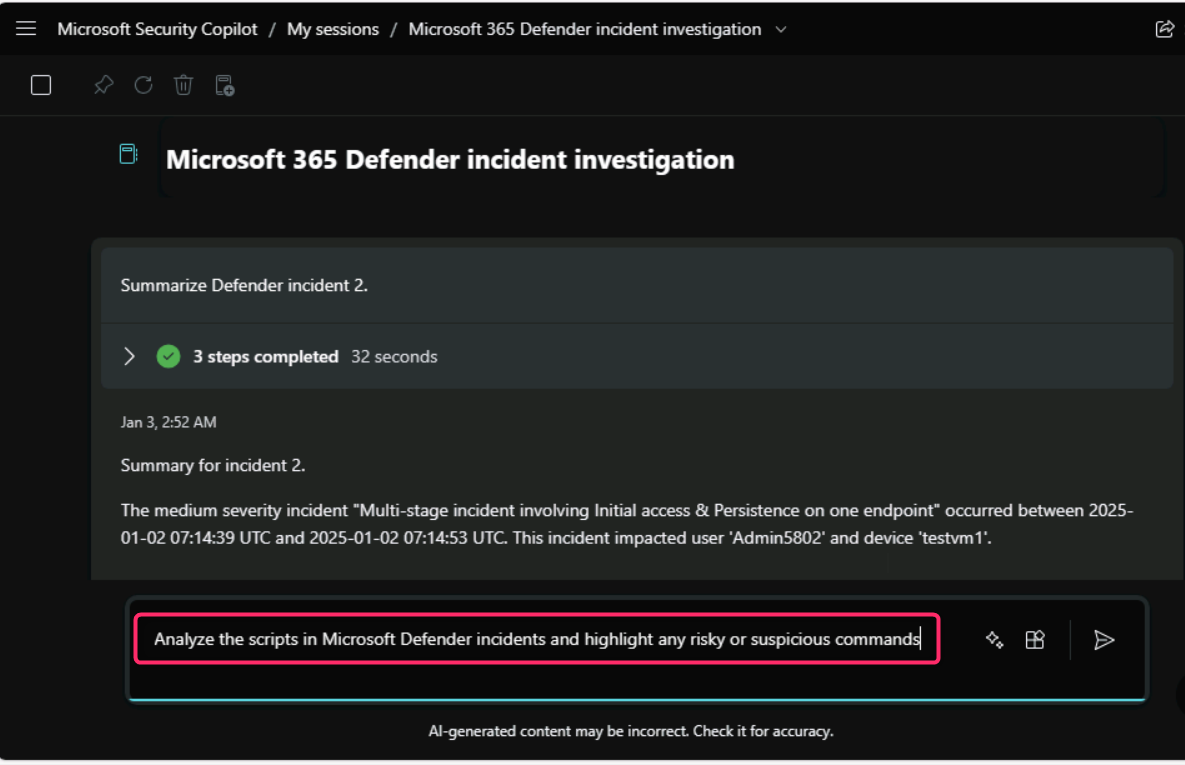 Microsoft Security Copilot / My sessions / Microsoft 365 Defender incident investigation
Microsoft 365 Defender incident investigation
Summarize Defender incident 2.
3 steps completed 32 seconds
Jan 3, 2:52 AM
Summary for incident 2.
The medium severity incident "Multi-stage incident involving Initial access & Persistence on one endpoint" occurred between 2025-
01-02 07:14:39 UTC and 2025-01-02 07:14:53 UTC. This incident impacted user 'Admin5802' and device 'testvm1'.
Analyze the scripts in Microsoft Defender incidents and highlight any risky or suspicious commands
AI-generated content may be incorrect. Check it for accuracy.